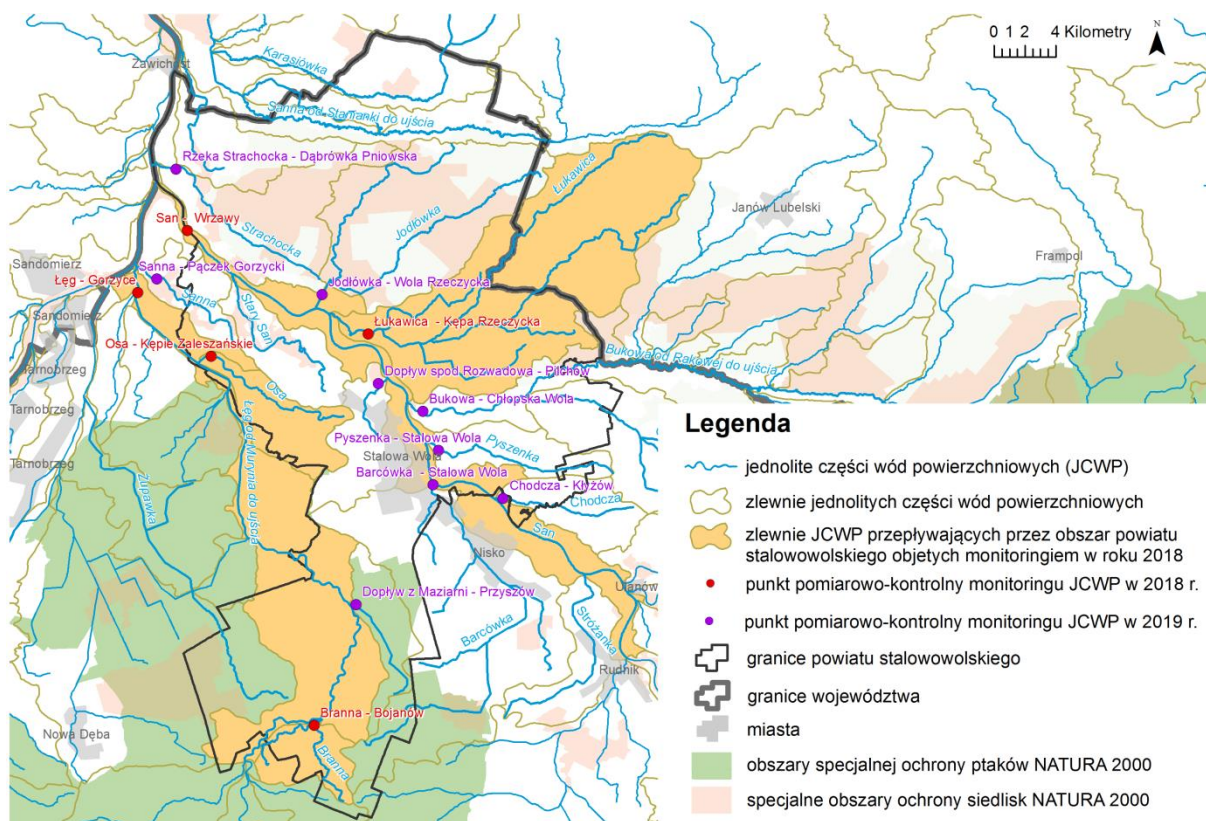 0 1 2 4 Kilometry
N
Zawichost
Karasiówka
Sanna od Stanianki do ujścia
Rzeka Strachocka - Dąbrówka Pniowska
Łukawica
San - Wrzawy
Strachocka
Jodłówka
Janów Lubelski
Sandomierz
Sanna - Pączek Gorzycki
Łęg - Gorzyce
Jodłówka - Wola Rzeczycka
Frampol
Sanna
Stary San
Sandomierz
Łukawica - Kępa Rzeczycka
Osa - Kępie Zaleszańskie
Bukowa od Rakowej do ujścia
Tarnobrzeg
Dopływ spod Rozwadowa - Pilchów
Osa
Tarnobrzeg
Bukowa - Chłopska Wola
Łęg od Murynia do ujścia
Pyszenka - Stalowa Wola
Pyszenka
Stalowa Wola
Tarnobrzeg
Barcówka - Stalowa Wola
Żupawka
Chodcza - Kłyżów
Chodcza
San
Nisko
Ulanów
Dopływ z Maziarni - Przyszów
Stróżanka
Barcówka
Rudnik
Branna - Bojanów
Nowa Dęba
Branna
Legenda
jednolite części wód powierzchniowych (JCWP)
zlewnie jednolitych części wód powierzchniowych
zlewnie JCWP przepływających przez obszar powiatu
stalowowolskiego objętych monitoringiem w roku 2018
punkt pomiarowo-kontrolny monitoringu JCWP w 2018 r.
punkt pomiarowo-kontrolny monitoringu JCWP w 2019 r.
granice powiatu stalowowolskiego
granice województwa
miasta
obszary specjalnej ochrony ptaków NATURA 2000
specjalne obszary ochrony siedlisk NATURA 2000